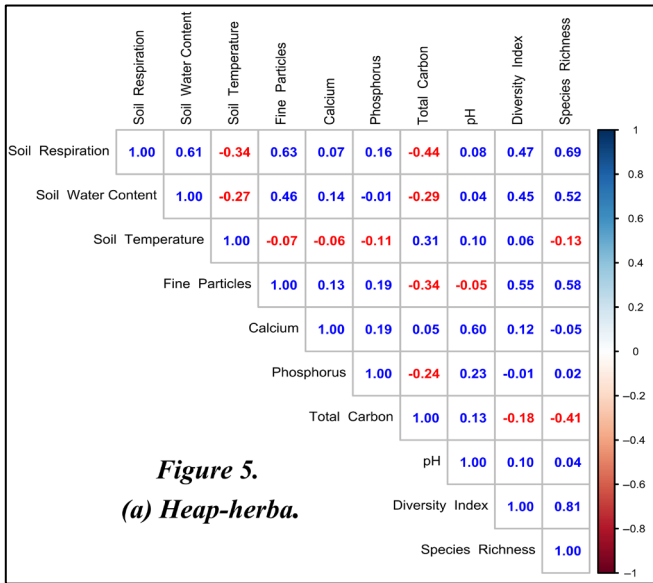 Soil Respiration
Soil Water Content
Soil Temperature
Fine Particles
Calcium
Phosphorus
Total Carbon
pH
Diversity Index
Species Richness
Soil Respiration 1.00 0.61 -0.34 0.63 0.07 0.16 -0.44 0.08 0.47 0.69
Soil Water Content 1.00 -0.27 0.46 0.14 -0.01 -0.29 0.04 0.45 0.52
Soil Temperature 1.00 -0.07 -0.06 -0.11 0.31 0.10 0.06 -0.13
Fine Particles 1.00 0.13 0.19 -0.34 -0.05 0.55 0.58
Calcium 1.00 0.19 0.05 0.60 0.12 -0.05
Phosphorus 1.00 -0.24 0.23 -0.01 0.02
Total Carbon 1.00 0.13 -0.18 -0.41
pH 1.00 0.10 0.04
Diversity Index 1.00 0.81
Species Richness 1.00
1
0.8
0.6
0.4
0.2
0
−0.2
−0.4
−0.6
−0.8
−1
Figure 5.
(a) Heap-herba.